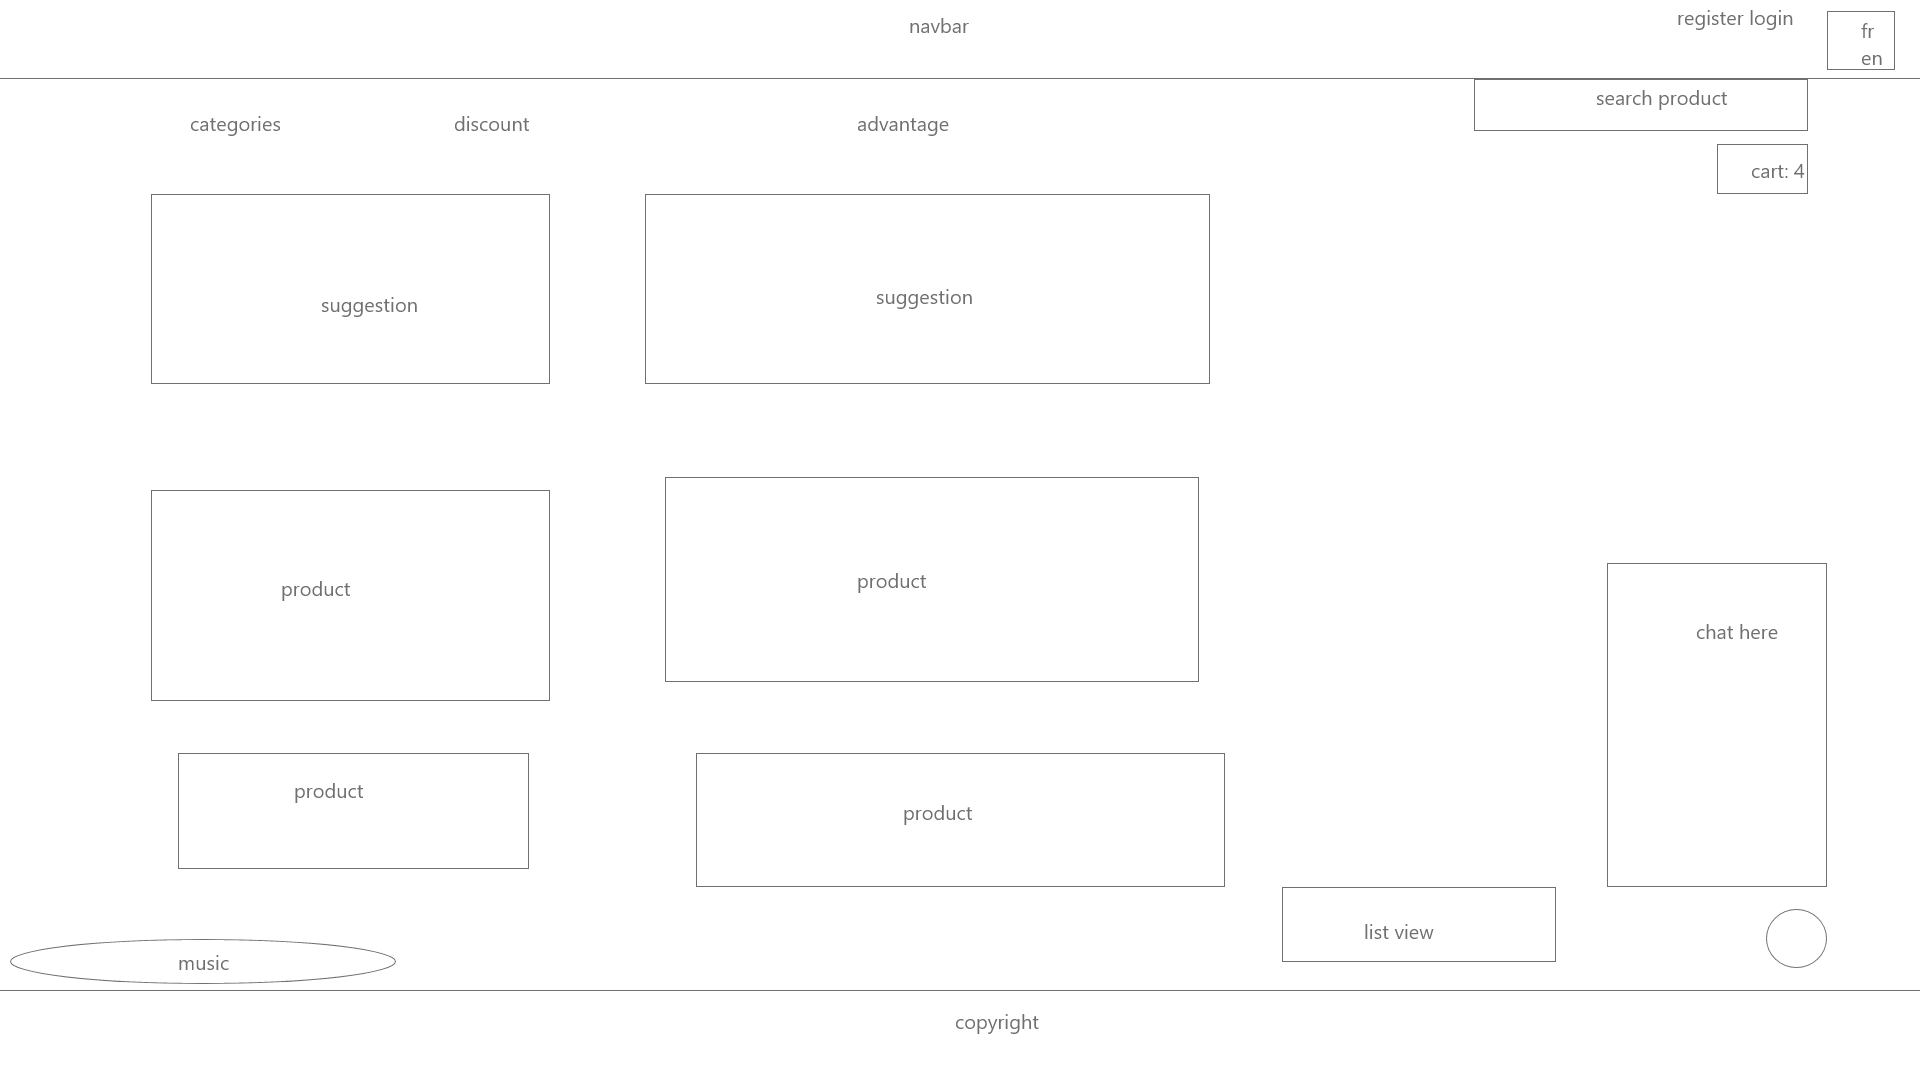 navbar
register login
fr
en
search product
categories
discount
advantage
cart: 4
suggestion
suggestion
product
product
chat here
product
product
list view
music
copyright